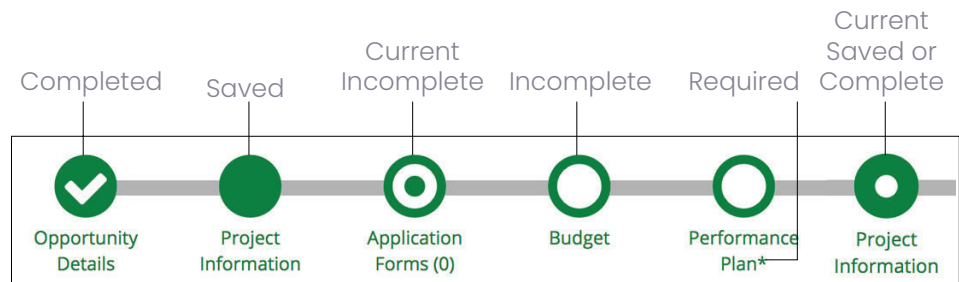 Completed
Saved
Current
Incomplete
Incomplete
Required
Current
Saved or
Complete
Opportunity
Details
Project
Information
Application
Forms (0)
Budget
Performance
Plan*
Project
Information